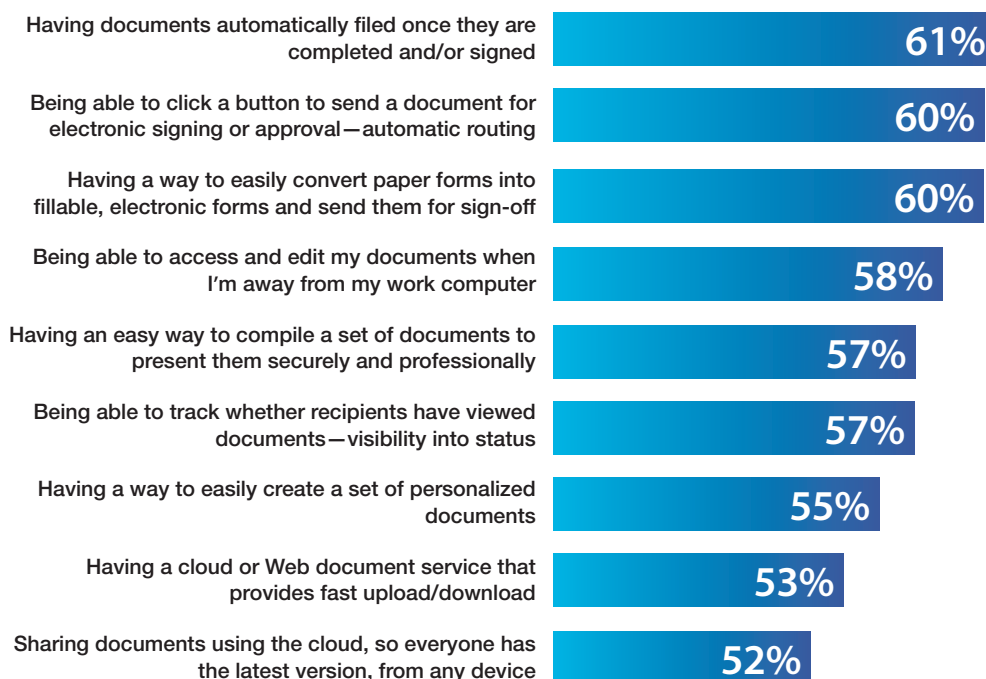 Having documents automatically filed once they are
completed and/or signed
61%
Being able to click a button to send a document for
electronic signing or approval—automatic routing
60%
Having a way to easily convert paper forms into
fillable, electronic forms and send them for sign-off
60%
Being able to access and edit my documents when
I'm away from my work computer
58%
Having an easy way to compile a set of documents to
present them securely and professionally
57%
Being able to track whether recipients have viewed
documents—visibility into status
57%
Having a way to easily create a set of personalized
documents
55%
Having a cloud or Web document service that
provides fast upload/download
53%
Sharing documents using the cloud, so everyone has
the latest version, from any device
52%